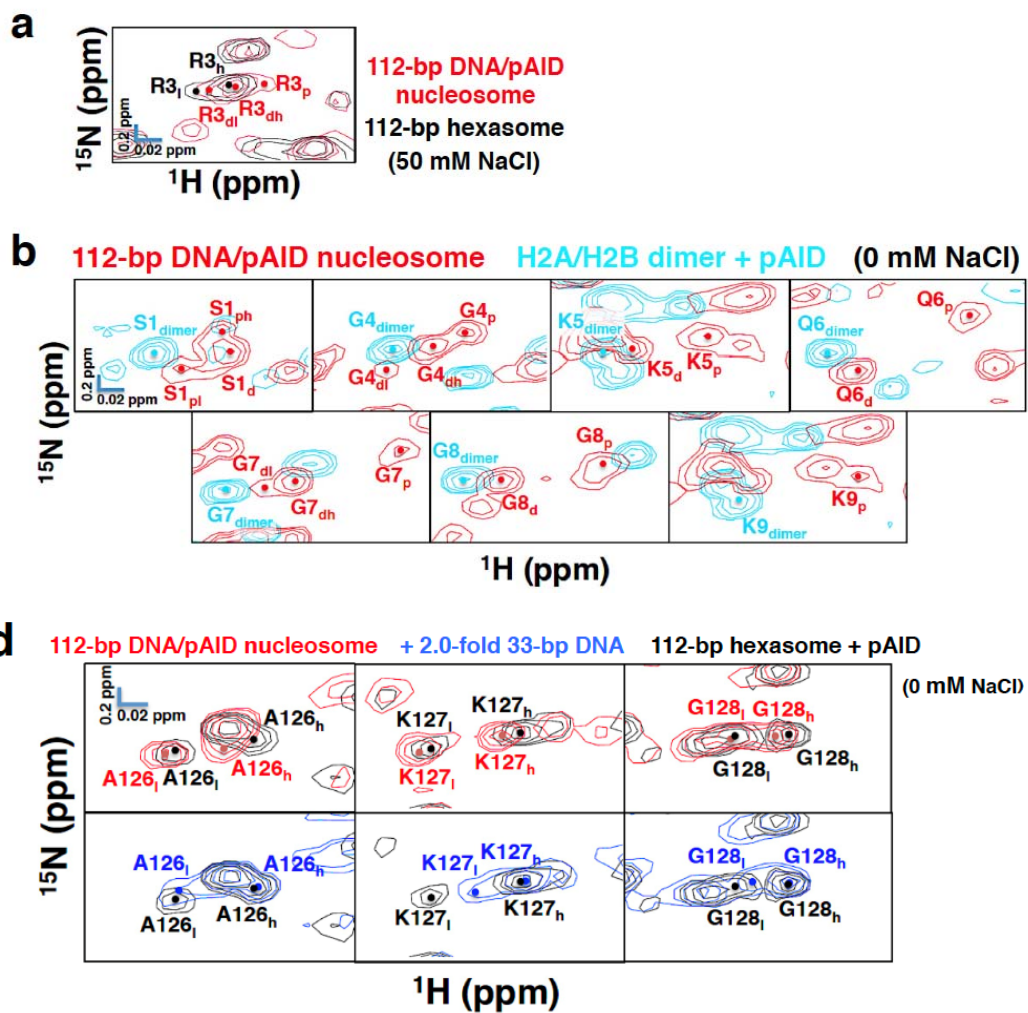 a
15N (ppm)
R3h
R3l
R3p
R3dl
R3dh
0.2 ppm
0.02 ppm
1H (ppm)
112-bp DNA/pAID
nucleosome
112-bp hexasome
(50 mM NaCl)
b
112-bp DNA/pAID nucleosome H2A/H2B dimer + pAID (0 mM NaCl)
15N (ppm)
S1ph
S1dimer
S1pl
S1d
0.2 ppm
0.02 ppm
G4p
G4dimer
G4dl
G4dh
K5dimer
K5d
K5p
Q6p
Q6dimer
Q6d
15N (ppm)
G7dl
G7p
G7dimer
G7dh
G8p
G8dimer
G8d
K9p
K9dimer
1H (ppm)
d
112-bp DNA/pAID nucleosome + 2.0-fold 33-bp DNA 112-bp hexasome + pAID
(0 mM NaCl)
15N (ppm)
0.2 ppm
0.02 ppm
A126h
A126l
A126l
A126h
K127l
K127h
K127l
K127h
G128l
G128h
G128l
G128h
A126l
A126h
A126l
A126h
K127l
K127h
K127l
K127h
G128l
G128h
G128l
G128h
1H (ppm)